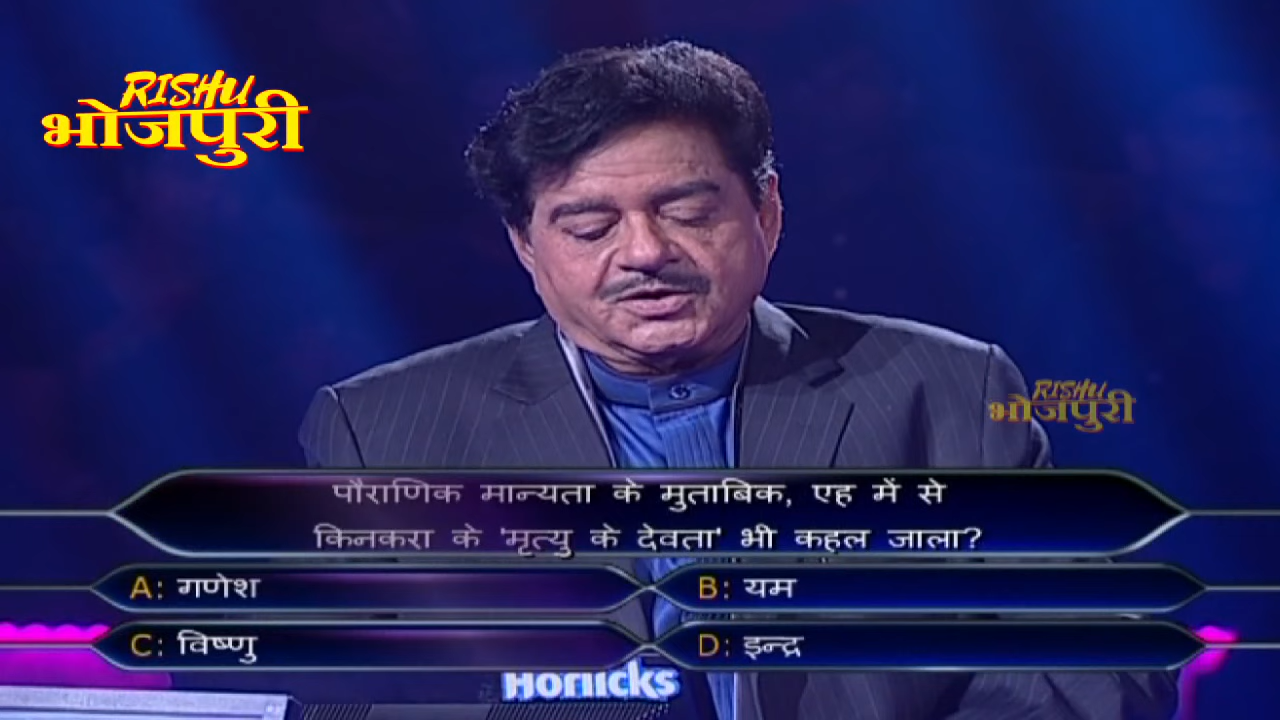 RISHU
भोजपुरी
RISHU
भोजपुरी
पौराणिक मान्यता के मुताबिक, एह में से
किनकरा के 'मृत्यु के देवता' भी कहल जाला?
A: गणेश
B: यम
C: विष्णु
D: इन्द्र
Horlicks